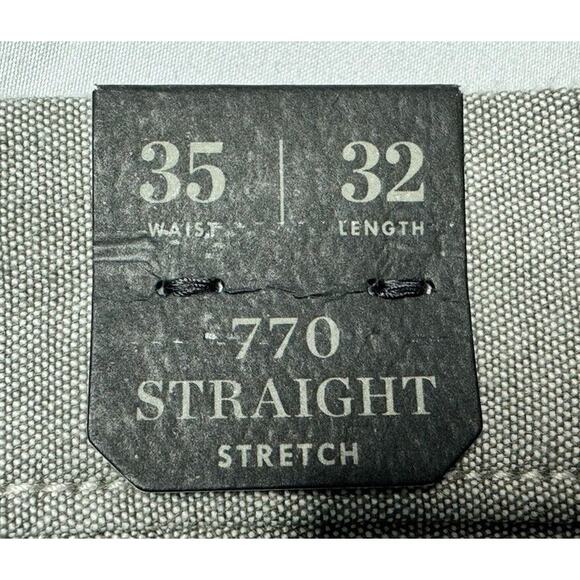 35 | 32
WAIST LENGTH
770
STRAIGHT
STRETCH